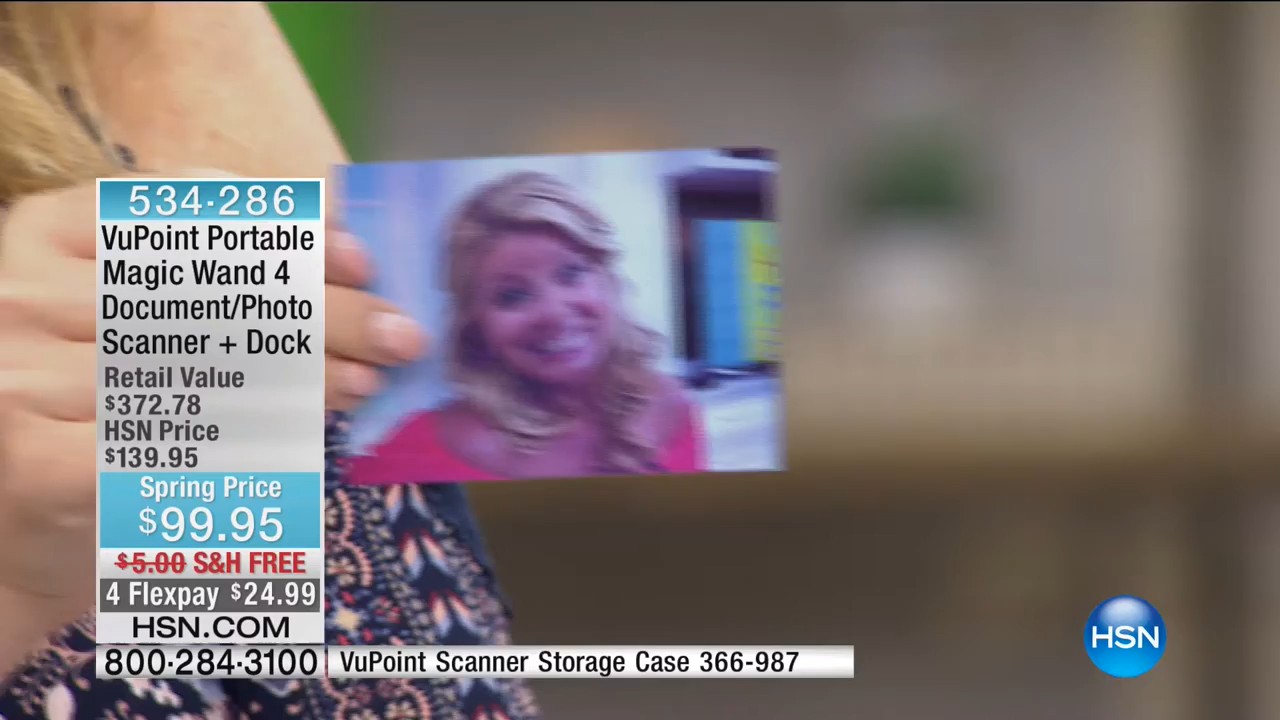 534·286
VuPoint Portable
Magic Wand 4
Document/Photo
Scanner + Dock
Retail Value
$372.78
HSN Price
$139.95
Spring Price
$99.95
$5.00 S&H FREE
4 Flexpay $24.99
HSN.COM
800·284·3100
VuPoint Scanner Storage Case 366-987
HSN